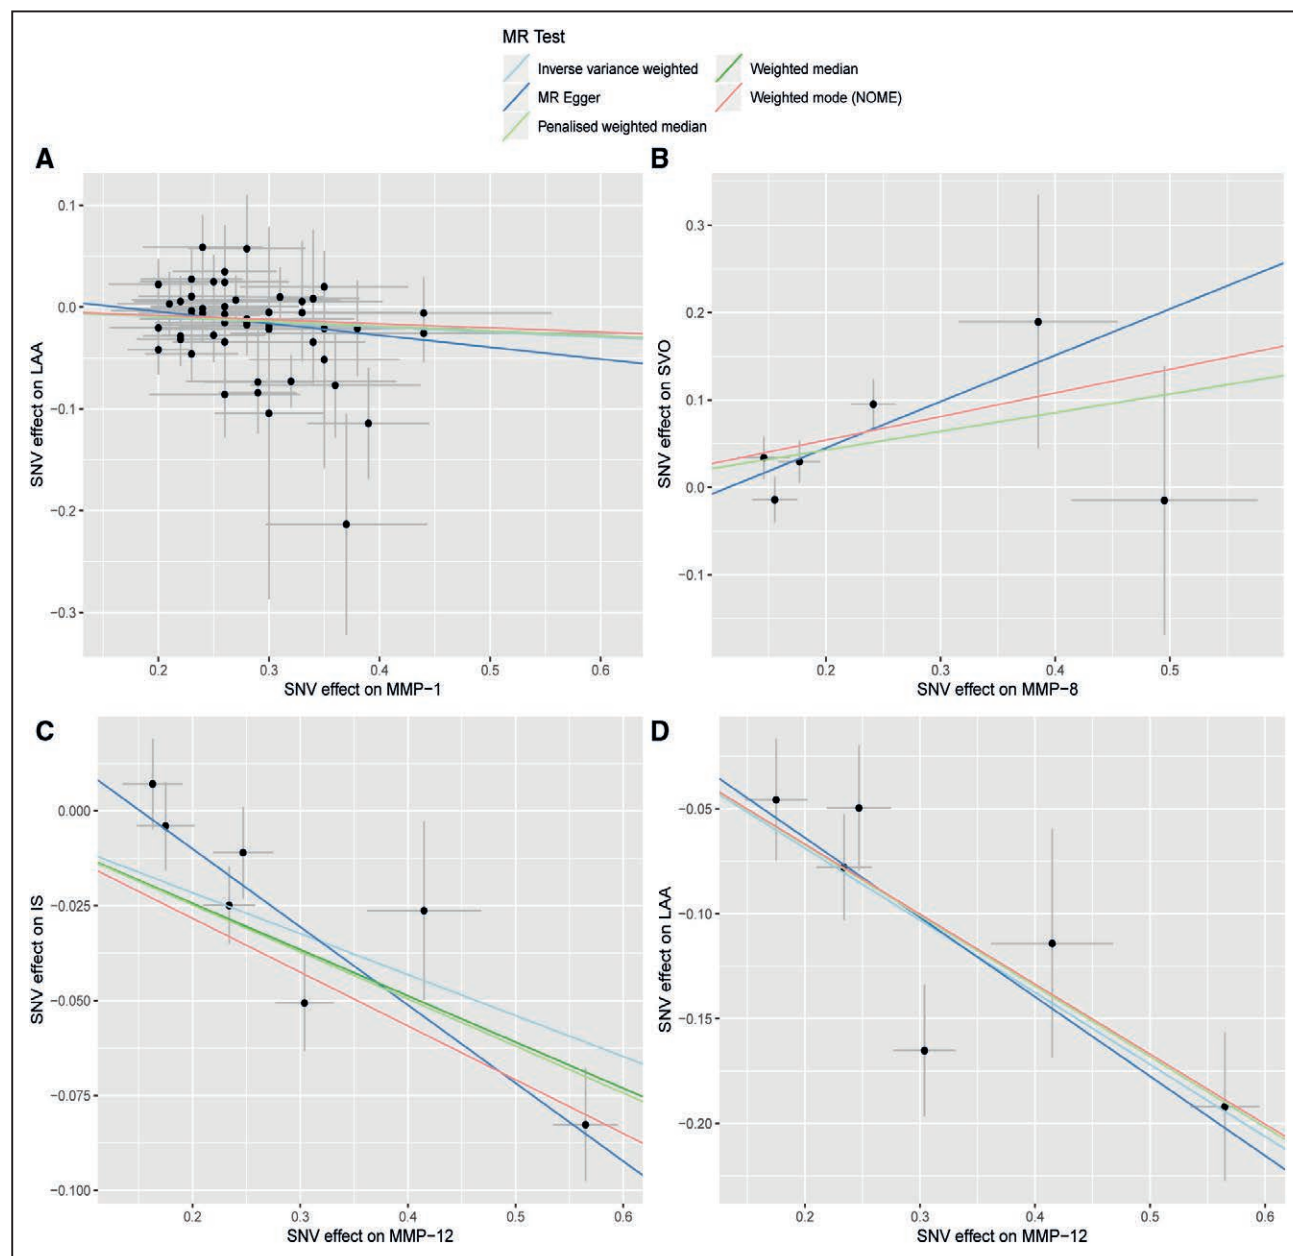 MR Test
Inverse variance weighted
Weighted median
MR Egger
Weighted mode (NOME)
Penalised weighted median
A
0.1
0.0
−0.1
−0.2
−0.3
SNV effect on LAA
0.2 0.3 0.4 0.5 0.6
SNV effect on MMP−1
B
0.3
0.2
0.1
0.0
−0.1
SNV effect on SVO
0.2 0.3 0.4 0.5
SNV effect on MMP−8
C
0.000
−0.025
−0.050
−0.075
−0.100
SNV effect on IS
0.2 0.3 0.4 0.5 0.6
SNV effect on MMP−12
D
−0.05
−0.10
−0.15
−0.20
SNV effect on LAA
0.2 0.3 0.4 0.5 0.6
SNV effect on MMP−12